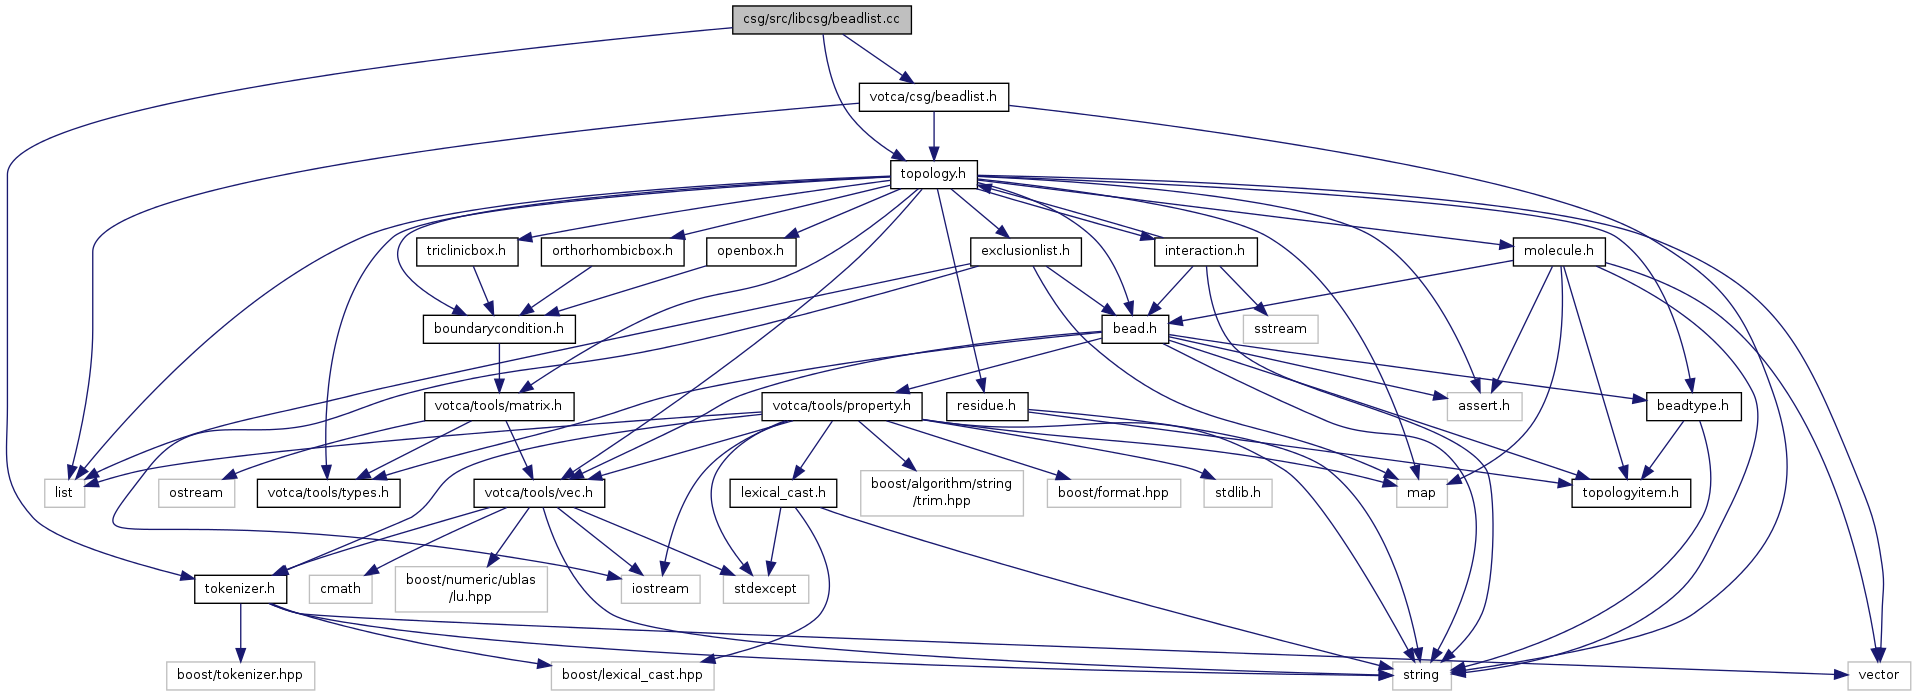 csg/src/libcsg/beadlist.cc
votca/csg/beadlist.h
topology.h
triclinicbox.h
orthorhombicbox.h
openbox.h
exclusionlist.h
interaction.h
molecule.h
boundarycondition.h
bead.h
sstream
votca/tools/matrix.h
votca/tools/property.h
residue.h
assert.h
beadtype.h
list
ostream
votca/tools/types.h
votca/tools/vec.h
lexical_cast.h
boost/algorithm/string
/trim.hpp
boost/format.hpp
stdlib.h
map
topologyitem.h
tokenizer.h
cmath
boost/numeric/ublas
/lu.hpp
iostream
stdexcept
boost/tokenizer.hpp
boost/lexical_cast.hpp
string
vector